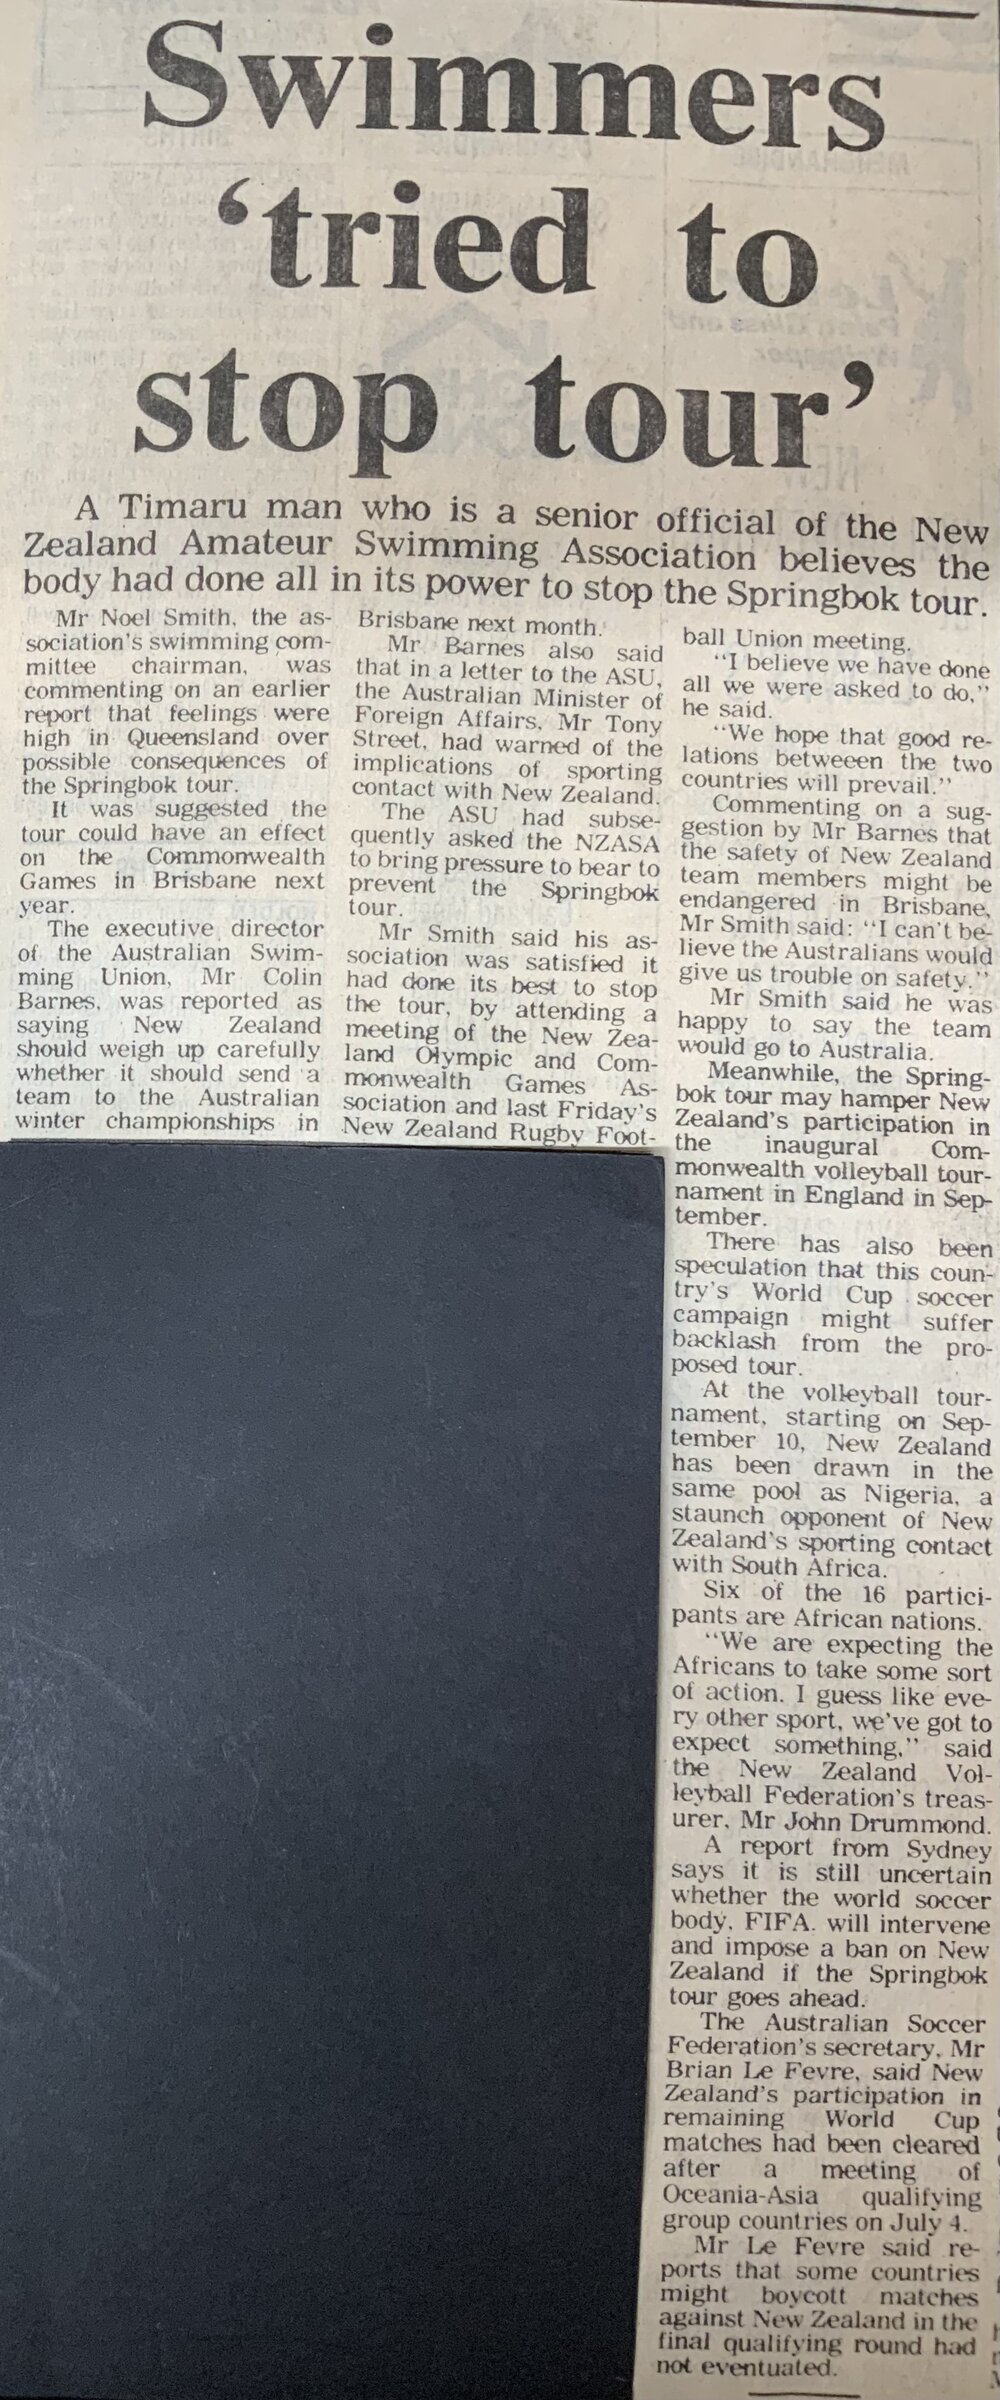 Swimmers
‘tried to
stop tour’
A Timaru man who is a senior official of the New
Zealand Amateur Swimming Association believes the
body had done all in its power to stop the Springbok tour.
Mr Noel Smith, the as-
sociation's swimming com-
mittee chairman, was
commenting on an earlier
report that feelings were
high in Queensland over
possible consequences of
the Springbok tour.
It was suggested the
tour could have an effect
on the Commonwealth
Games in Brisbane next
year.
The executive director
of the Australian Swim-
ming Union, Mr Colin
Barnes, was reported as
saying New Zealand
should weigh up carefully
whether it should send a
team to the Australian
winter championships in
Brisbane next month.
Mr Barnes also said
that in a letter to the ASU,
the Australian Minister of
Foreign Affairs, Mr Tony
Street, had warned of the
implications of sporting
contact with New Zealand.
The ASU had subse-
quently asked the NZASA
to bring pressure to bear to
prevent the Springbok
tour.
Mr Smith said his as-
sociation was satisfied it
had done its best to stop
the tour, by attending a
meeting of the New Zea-
land Olympic and Com-
monwealth Games As-
sociation and last Friday's
New Zealand Rugby Foot-
ball Union meeting.
“I believe we have done
all we were asked to do,”
he said.
“We hope that good re-
lations betweeen the two
countries will prevail.”
Commenting on a sug-
gestion by Mr Barnes that
the safety of New Zealand
team members might be
endangered in Brisbane,
Mr Smith said: “I can't be-
lieve the Australians would
give us trouble on safety.”
Mr Smith said he was
happy to say the team
would go to Australia.
Meanwhile, the Spring-
bok tour may hamper New
Zealand's participation in
the inaugural Com-
monwealth volleyball tour-
nament in England in Sep-
tember.
There has also been
speculation that this coun-
try's World Cup soccer
campaign might suffer
backlash from the pro-
posed tour.
At the volleyball tour-
nament, starting on Sep-
tember 10, New Zealand
has been drawn in the
same pool as Nigeria, a
staunch opponent of New
Zealand's sporting contact
with South Africa.
Six of the 16 partici-
pants are African nations.
“We are expecting the
Africans to take some sort
of action. I guess like eve-
ry other sport, we've got to
expect something,” said
the New Zealand Vol-
leyball Federation's treas-
urer, Mr John Drummond.
A report from Sydney
says it is still uncertain
whether the world soccer
body, FIFA. will intervene
and impose a ban on New
Zealand if the Springbok
tour goes ahead.
The Australian Soccer
Federation's secretary, Mr
Brian Le Fevre, said New
Zealand's participation in
remaining World Cup
matches had been cleared
after a meeting of
Oceania-Asia qualifying
group countries on July 4.
Mr Le Fevre said re-
ports that some countries
might boycott matches
against New Zealand in the
final qualifying round had
not eventuated.